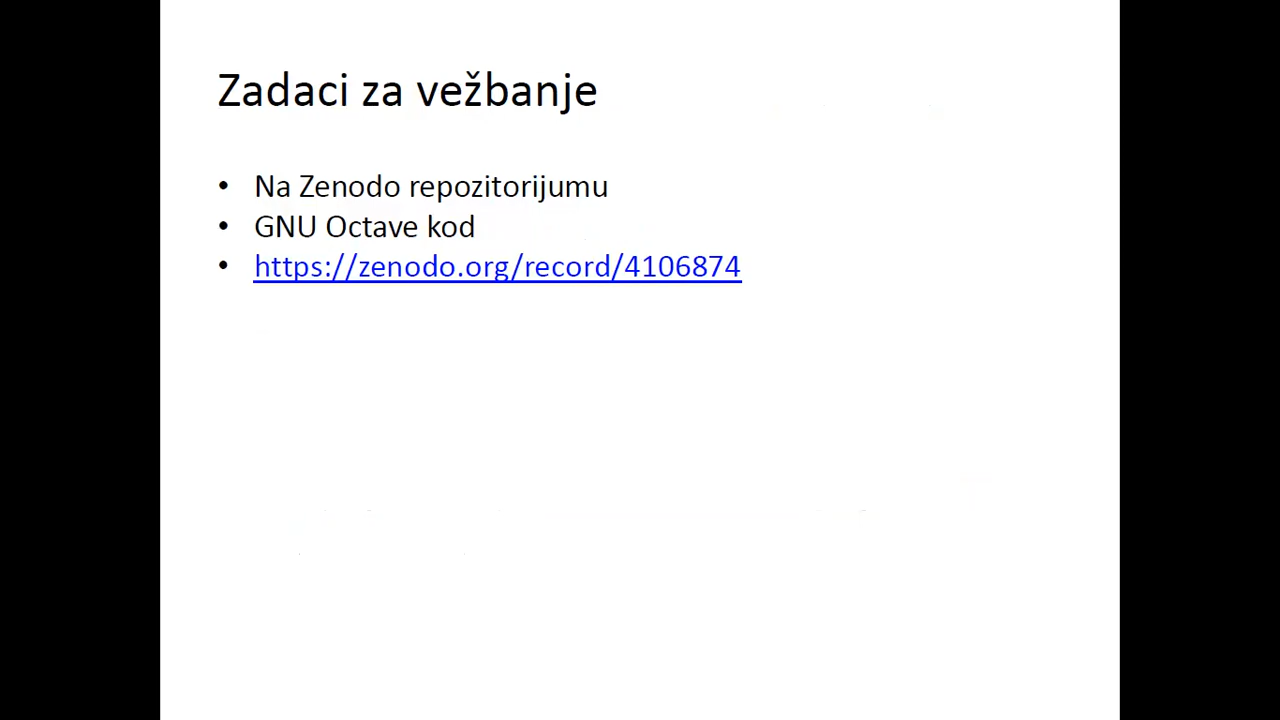 Zadaci za vežbanje
• Na Zenodo repozitorijumu
• GNU Octave kod
• https://zenodo.org/record/4106874